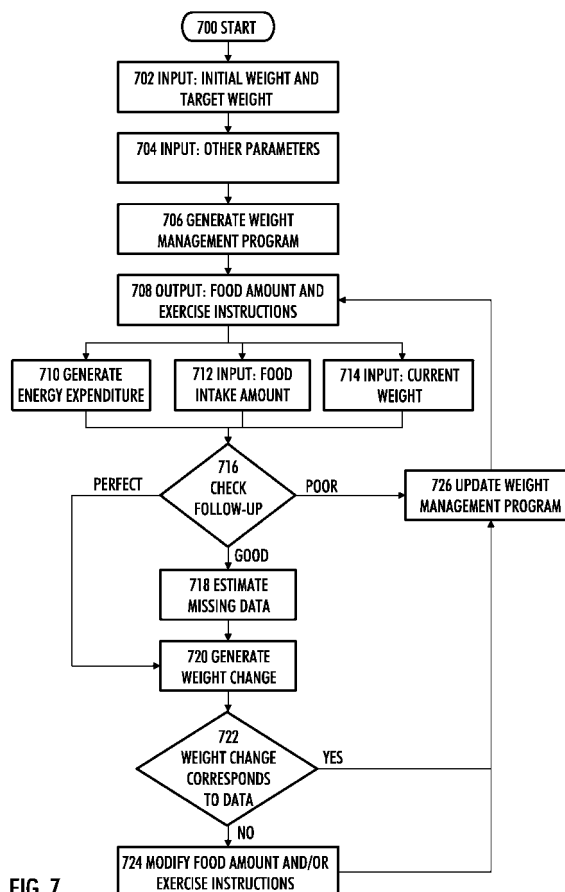 700 START
702 INPUT: INITIAL WEIGHT AND
TARGET WEIGHT
704 INPUT: OTHER PARAMETERS
706 GENERATE WEIGHT
MANAGEMENT PROGRAM
708 OUTPUT: FOOD AMOUNT AND
EXERCISE INSTRUCTIONS
710 GENERATE
ENERGY EXPENDITURE
712 INPUT: FOOD
INTAKE AMOUNT
714 INPUT: CURRENT
WEIGHT
716
CHECK
FOLLOW-UP
PERFECT
POOR
726 UPDATE WEIGHT
MANAGEMENT PROGRAM
GOOD
718 ESTIMATE
MISSING DATA
720 GENERATE
WEIGHT CHANGE
722
WEIGHT CHANGE
CORRESPONDS
TO DATA
YES
NO
724 MODIFY FOOD AMOUNT AND/OR
EXERCISE INSTRUCTIONS
FIG. 7